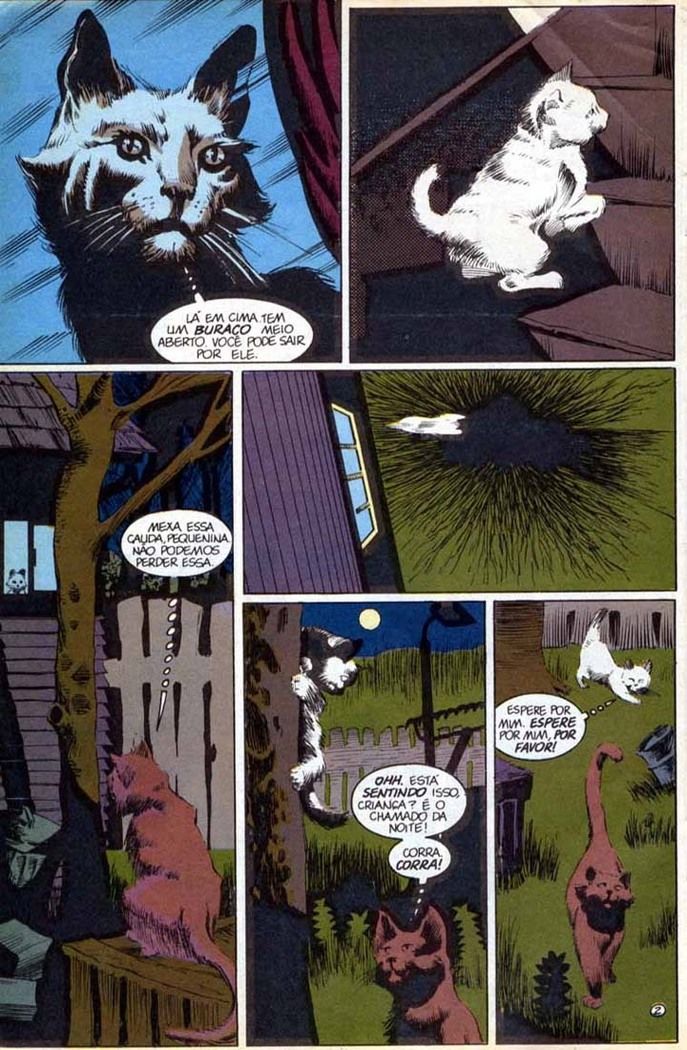 LÁ EM CIMA TEM
UM BURACO MEIO
ABERTO. VOCÊ PODE SAIR
POR ELE.
MEXA ESSA
CAUDA, PEQUENINA.
NÃO PODEMOS
PERDER ESSA.
OHH. ESTÁ
SENTINDO ISSO,
CRIANÇA? É O
CHAMADO DA
NOITE!
CORRA.
CORRA!
ESPERE POR
MIM. ESPERE
POR MIM, POR
FAVOR!
2